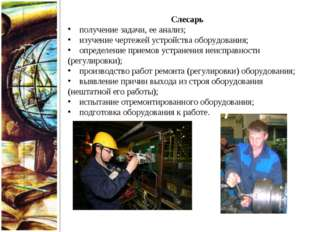 Слесарь
• получение задачи, ее анализ;
• изучение чертежей устройства оборудования;
• определение приемов устранения неисправности
(регулировки);
• производство работ ремонта (регулировки) оборудования;
• выявление причин выхода из строя оборудования
(нештатной его работы);
• испытание отремонтированного оборудования;
• подготовка оборудования к работе.